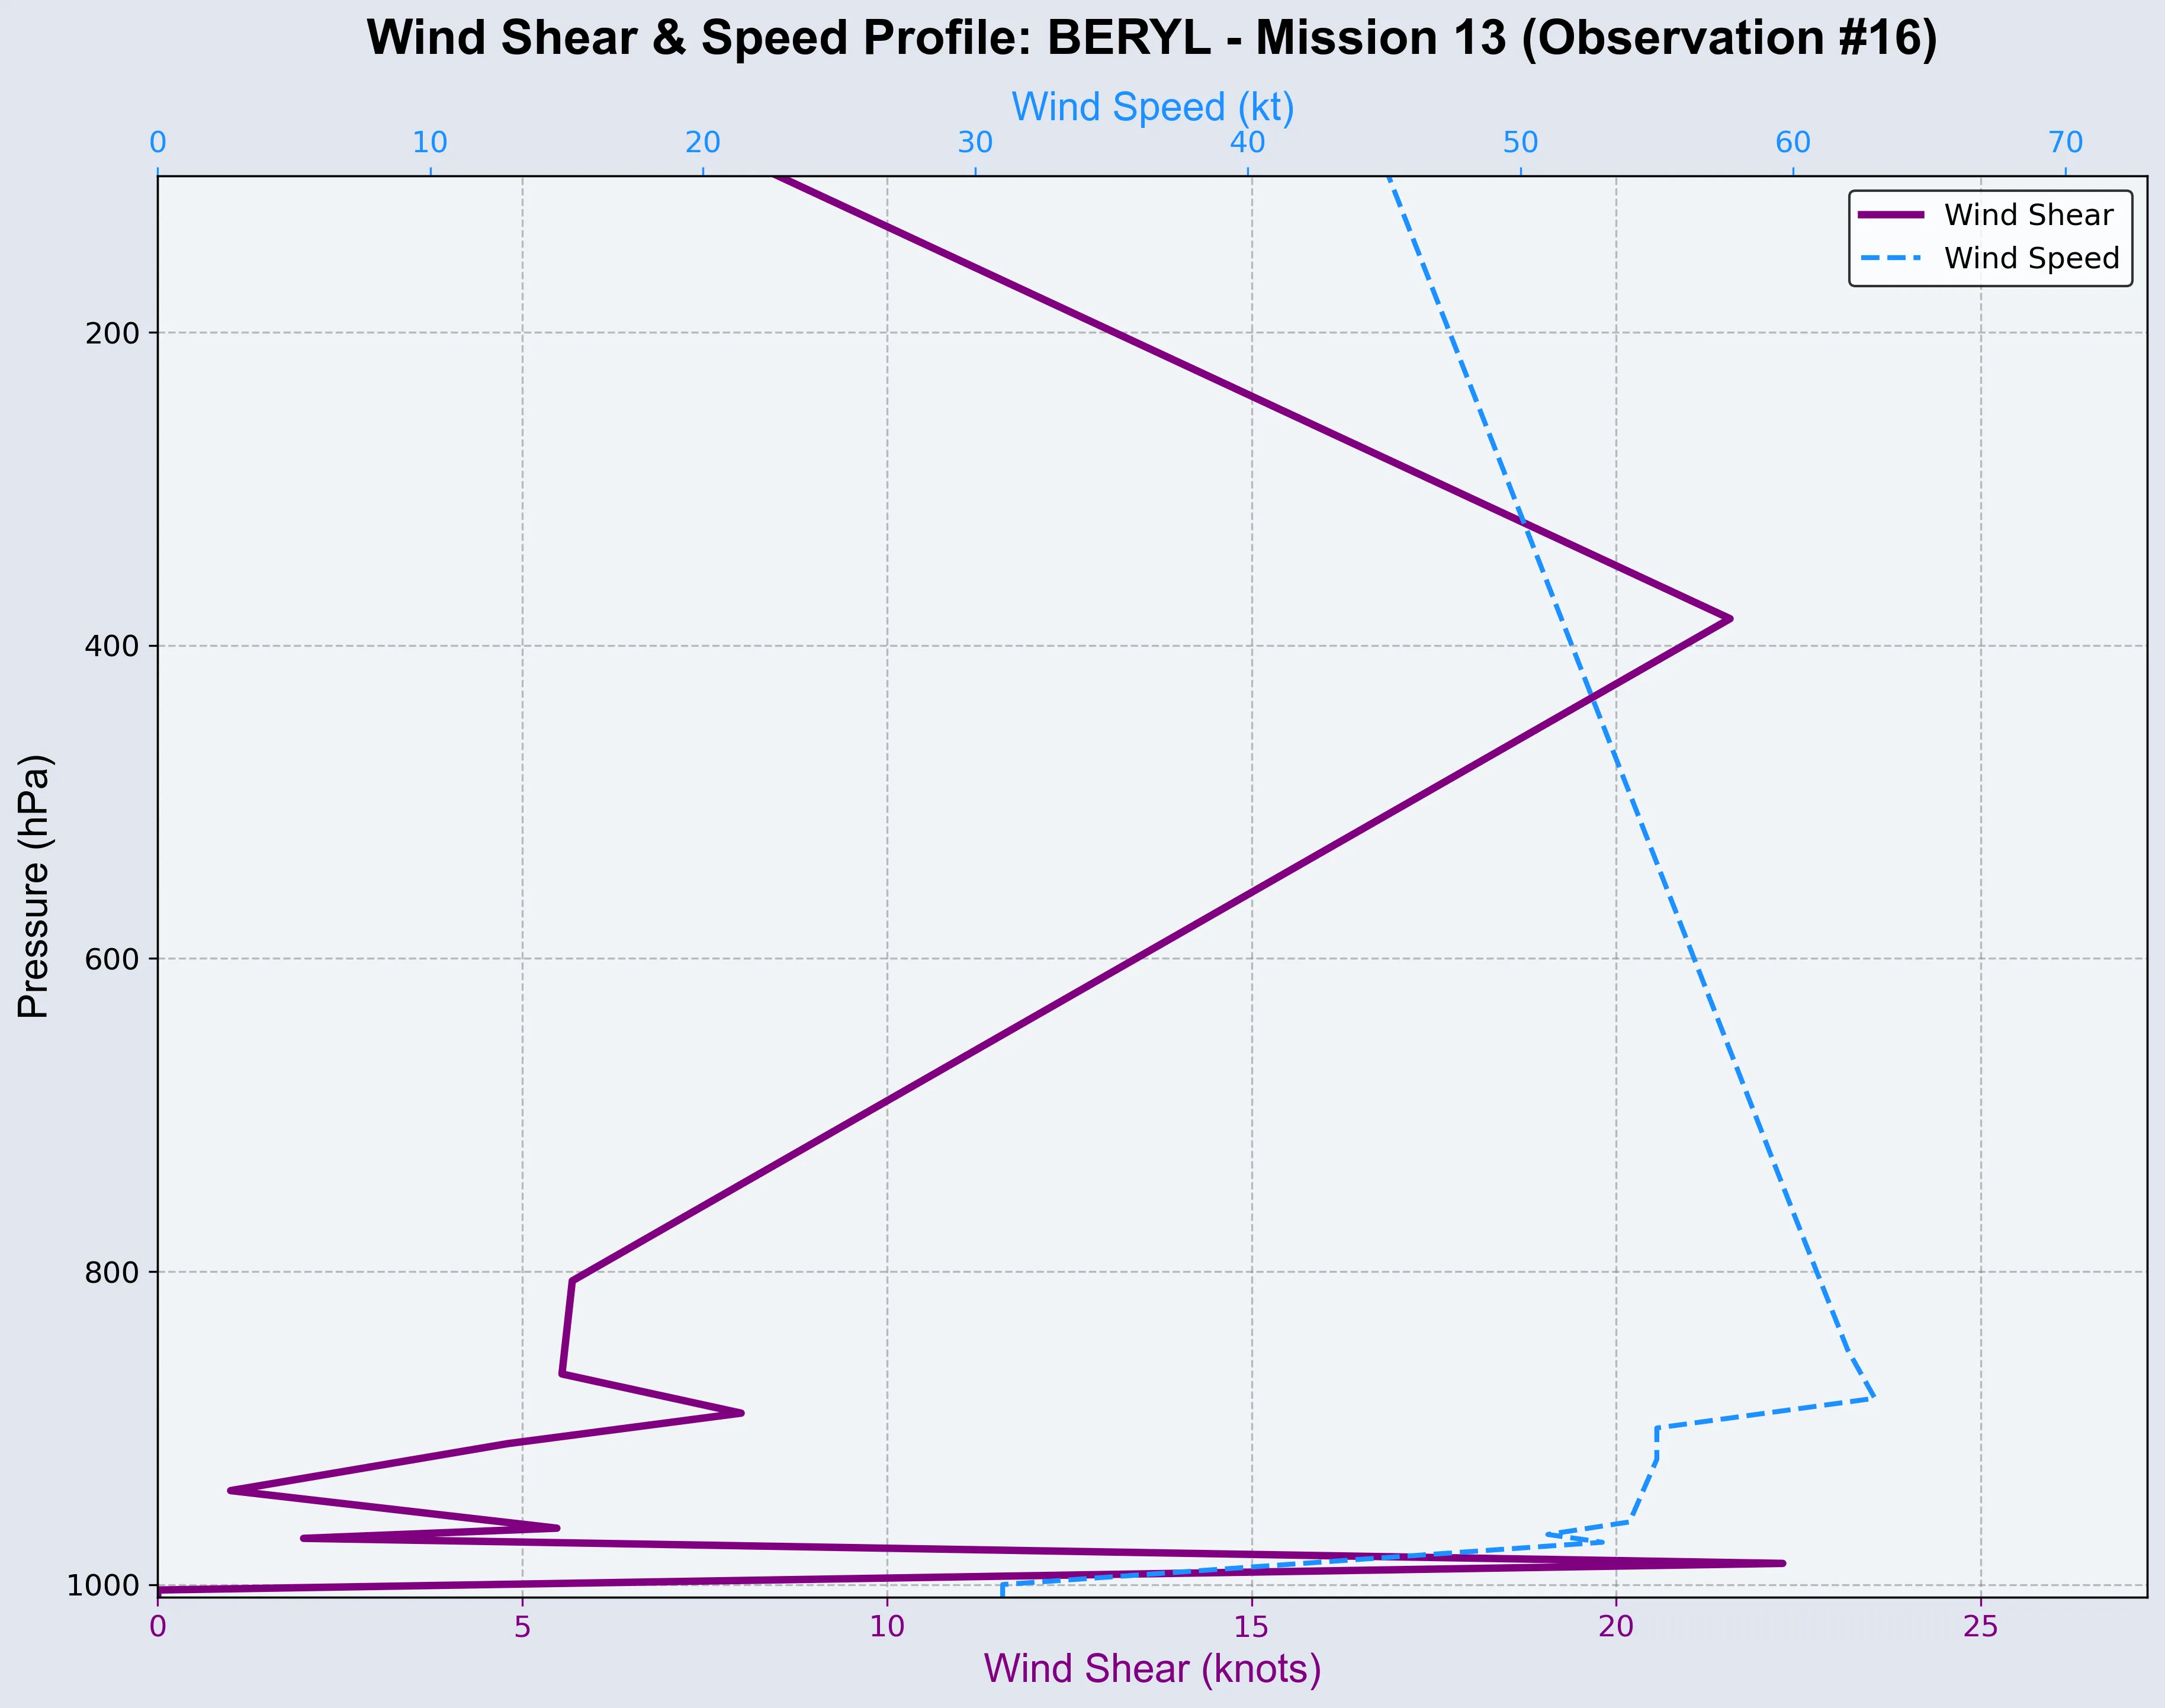 Wind Shear & Speed Profile: BERYL - Mission 13 (Observation #16)
Wind Speed (kt)
0 10 20 30 40 50 60 70
Wind Shear
Wind Speed
200
400
600
800
1000
Pressure (hPa)
0 5 10 15 20 25
Wind Shear (knots)